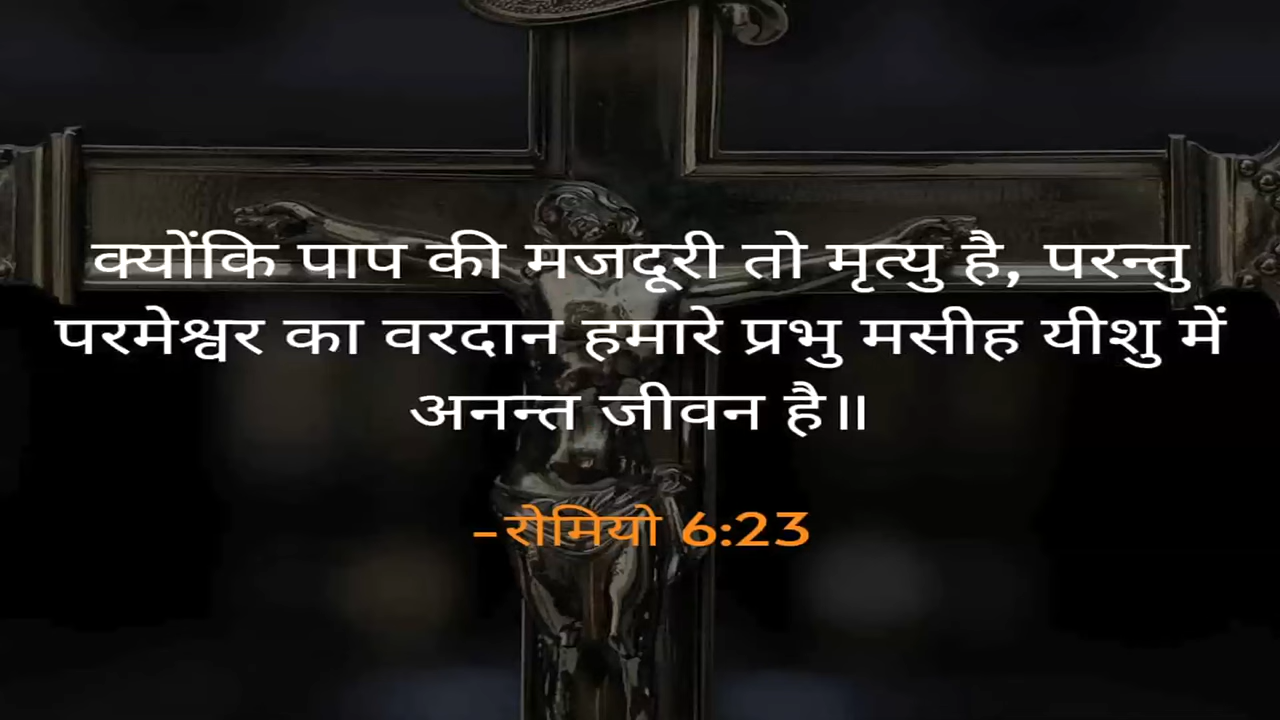 क्योंकि पाप की मजदूरी तो मृत्यु है, परन्तु
परमेश्वर का वरदान हमारे प्रभु मसीह यीशु में
अनन्त जीवन है॥
-रोमियो 6:23